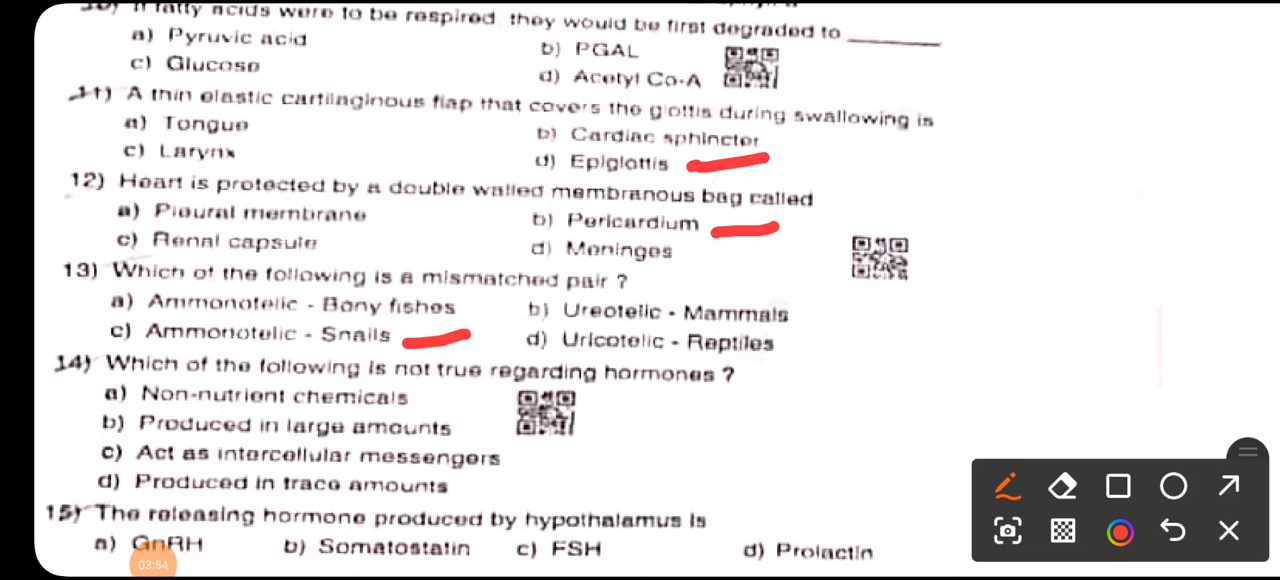 10) If fatty acids were to be respired, they would be first degraded to ______
a) Pyruvic acid
b) PGAL
c) Glucose
d) Acetyl Co-A
11) A thin elastic cartilaginous flap that covers the glottis during swallowing is
a) Tongue
b) Cardiac sphincter
c) Larynx
d) Epiglottis
12) Heart is protected by a double walled membranous bag called
a) Pleural membrane
b) Pericardium
c) Renal capsule
d) Meninges
13) Which of the following is a mismatched pair ?
a) Ammonotelic - Bony fishes
b) Ureotelic - Mammals
c) Ammonotelic - Snails
d) Uricotelic - Reptiles
14) Which of the following is not true regarding hormones ?
a) Non-nutrient chemicals
b) Produced in large amounts
c) Act as intercellular messengers
d) Produced in trace amounts
15) The releasing hormone produced by hypothalamus is
a) GnRH b) Somatostatin c) FSH d) Prolactin
03:54